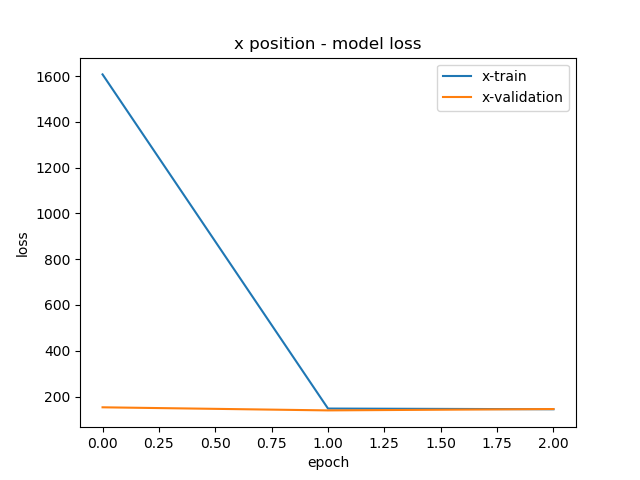 x position - model loss
x-train
x-validation
1600
1400
1200
1000
800
600
400
200
loss
0.00 0.25 0.50 0.75 1.00 1.25 1.50 1.75 2.00
epoch